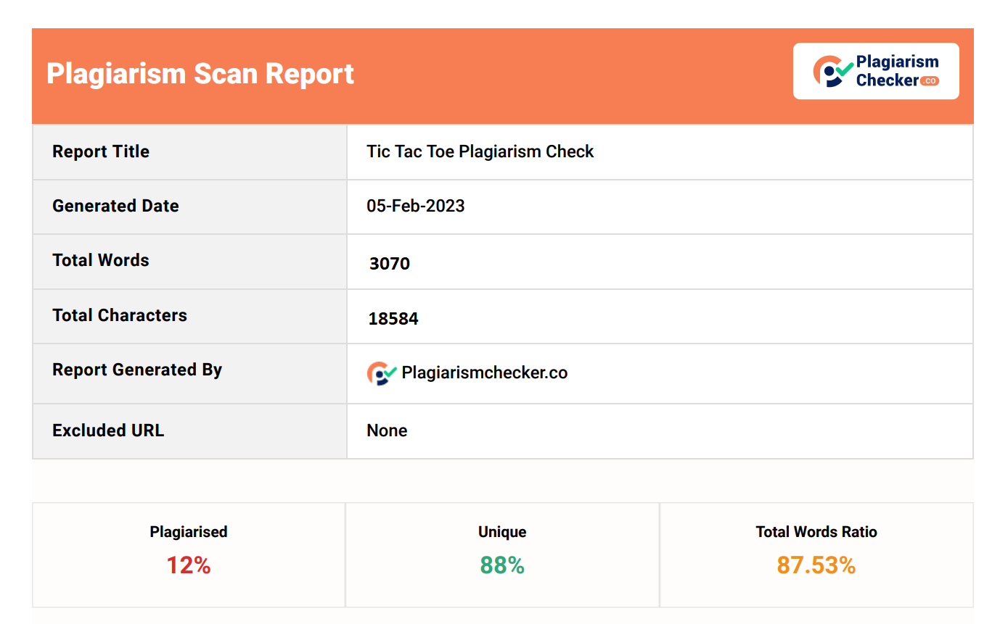 Plagiarism Scan Report
Plagiarism
Checker.co
Report Title Tic Tac Toe Plagiarism Check
Generated Date 05-Feb-2023
Total Words 3070
Total Characters 18584
Report Generated By Plagiarismchecker.co
Excluded URL None
Plagiarised Unique Total Words Ratio
12% 88% 87.53%